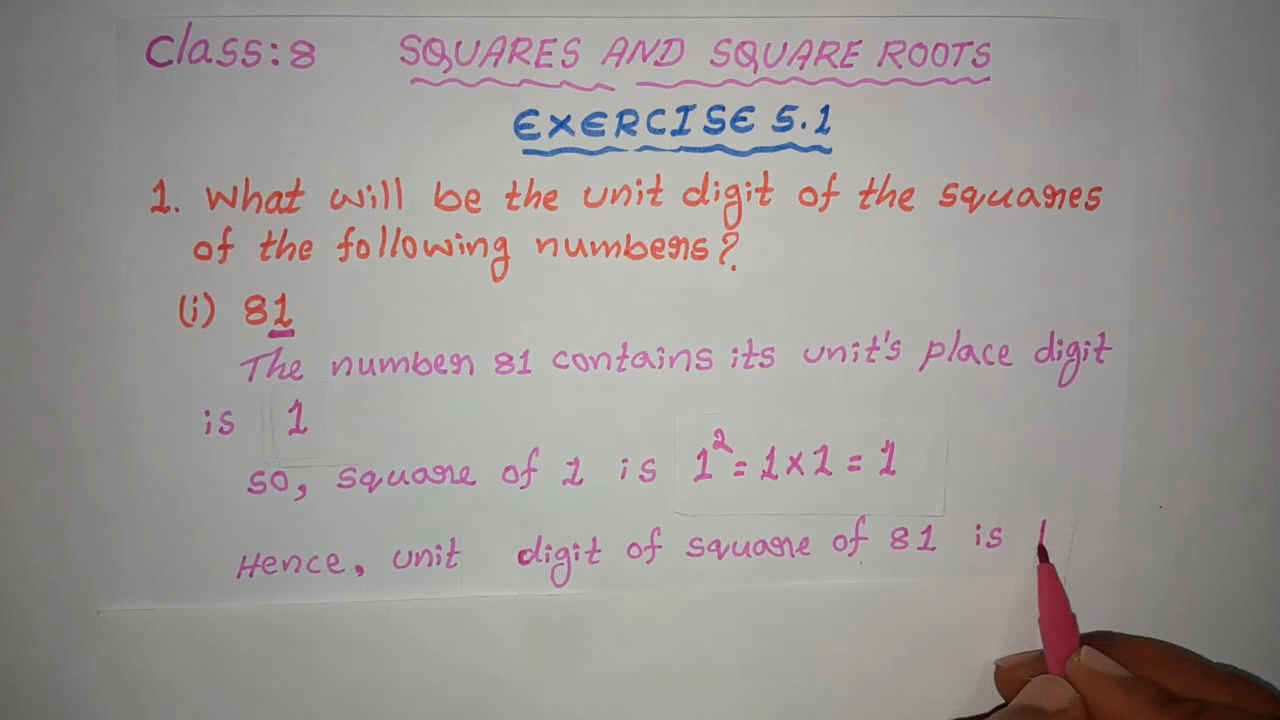 Class:8 SQUARES AND SQUARE ROOTS
EXERCISE 5.1
1. What will be the unit digit of the squares
of the following numbers?
(i) 81
The number 81 contains its unit's place digit
is 1
so, square of 1 is 1² = 1 × 1 = 1
Hence, unit digit of square of 81 is